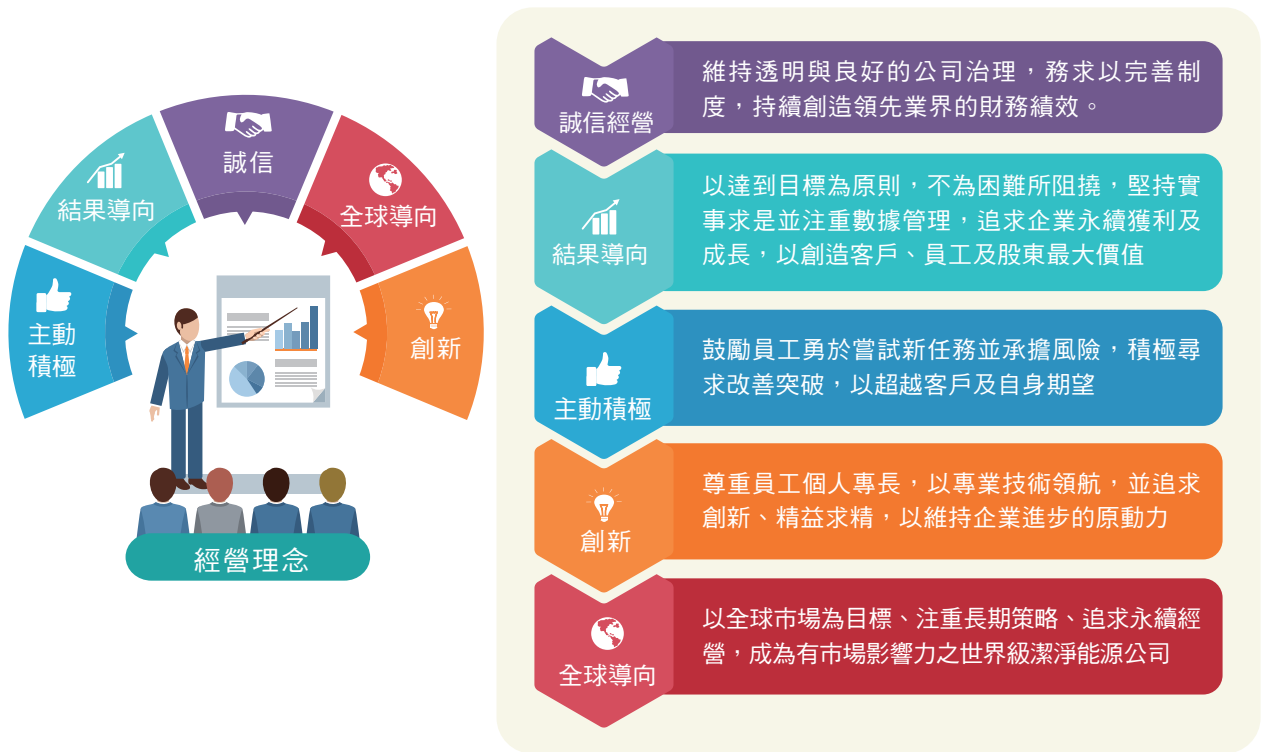 誠信
結果導向
全球導向
主動
積極
創新
經營理念
誠信經營
維持透明與良好的公司治理，務求以完善制
度，持續創造領先業界的財務績效。
結果導向
以達到目標為原則，不為困難所阻撓，堅持實
事求是並注重數據管理，追求企業永續獲利及
成長，以創造客戶、員工及股東最大價值
主動積極
鼓勵員工勇於嘗試新任務並承擔風險，積極尋
求改善突破，以超越客戶及自身期望
創新
尊重員工個人專長，以專業技術領航，並追求
創新、精益求精，以維持企業進步的原動力
全球導向
以全球市場為目標、注重長期策略、追求永續經
營，成為有市場影響力之世界級潔淨能源公司